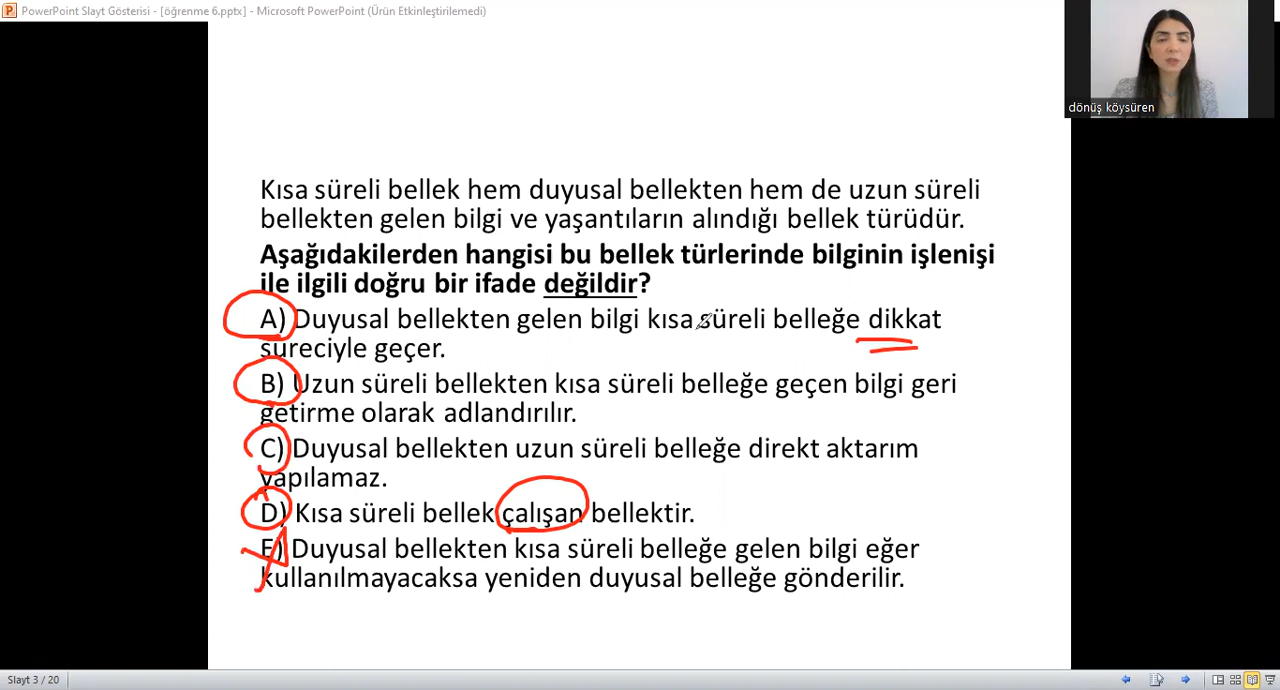 PowerPoint Slayt Gösterisi - [öğrenme 6.pptx] - Microsoft PowerPoint (Ürün Etkinleştirilemedi)
dönüş köysüren
Kısa süreli bellek hem duyusal bellekten hem de uzun süreli
bellekten gelen bilgi ve yaşantıların alındığı bellek türüdür.
Aşağıdakilerden hangisi bu bellek türlerinde bilginin işlenişi
ile ilgili doğru bir ifade değildir?
A) Duyusal bellekten gelen bilgi kısa süreli belleğe dikkat
süreciyle geçer.
B) Uzun süreli bellekten kısa süreli belleğe geçen bilgi geri
getirme olarak adlandırılır.
C) Duyusal bellekten uzun süreli belleğe direkt aktarım
yapılamaz.
D) Kısa süreli bellek çalışan bellektir.
E) Duyusal bellekten kısa süreli belleğe gelen bilgi eğer
kullanılmayacaksa yeniden duyusal belleğe gönderilir.
Slayt 3 / 20